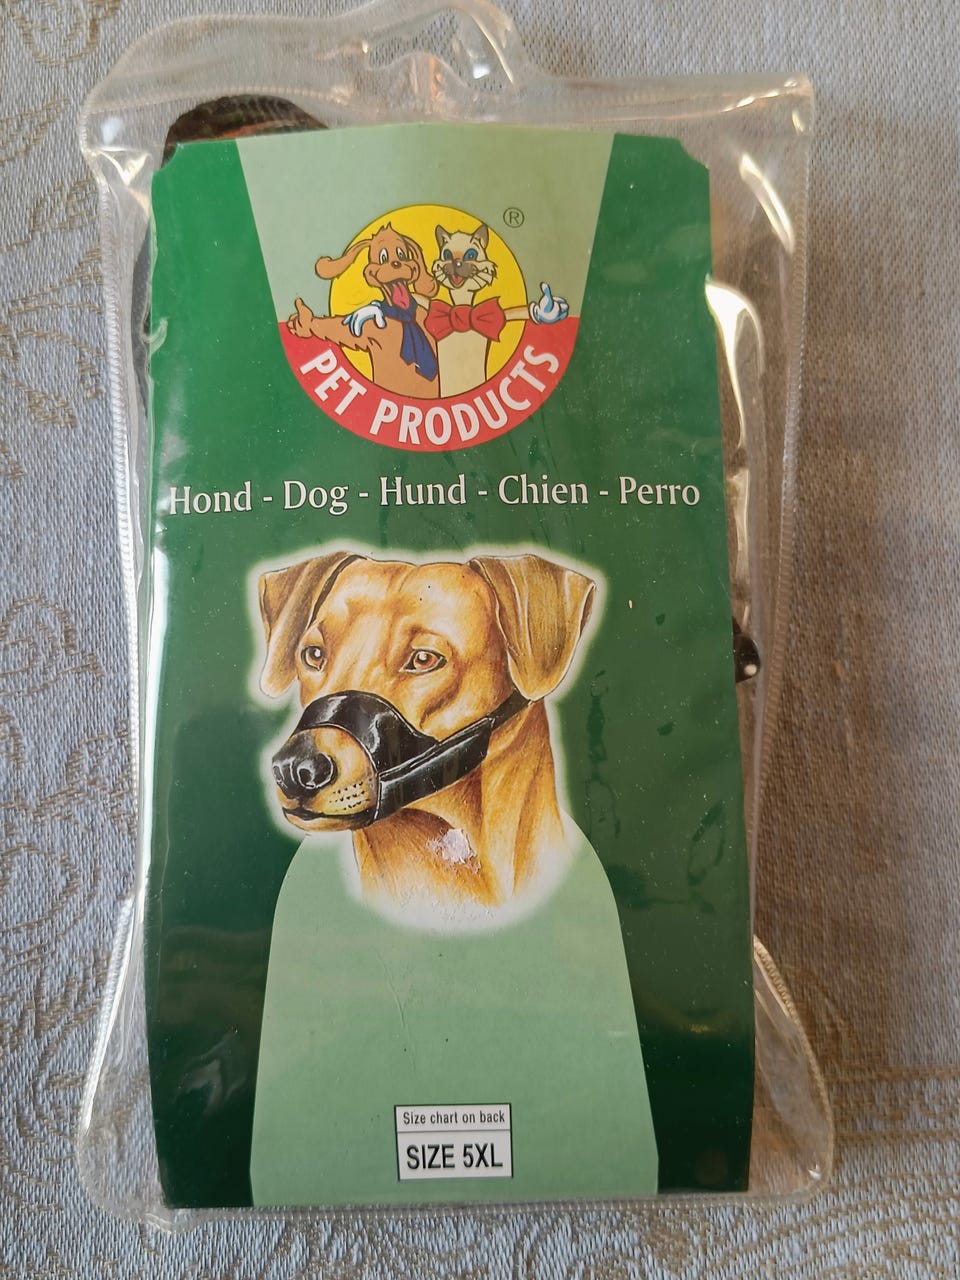 ®
PET PRODUCTS
Hond - Dog - Hund - Chien - Perro
Size chart on back
SIZE 5XL